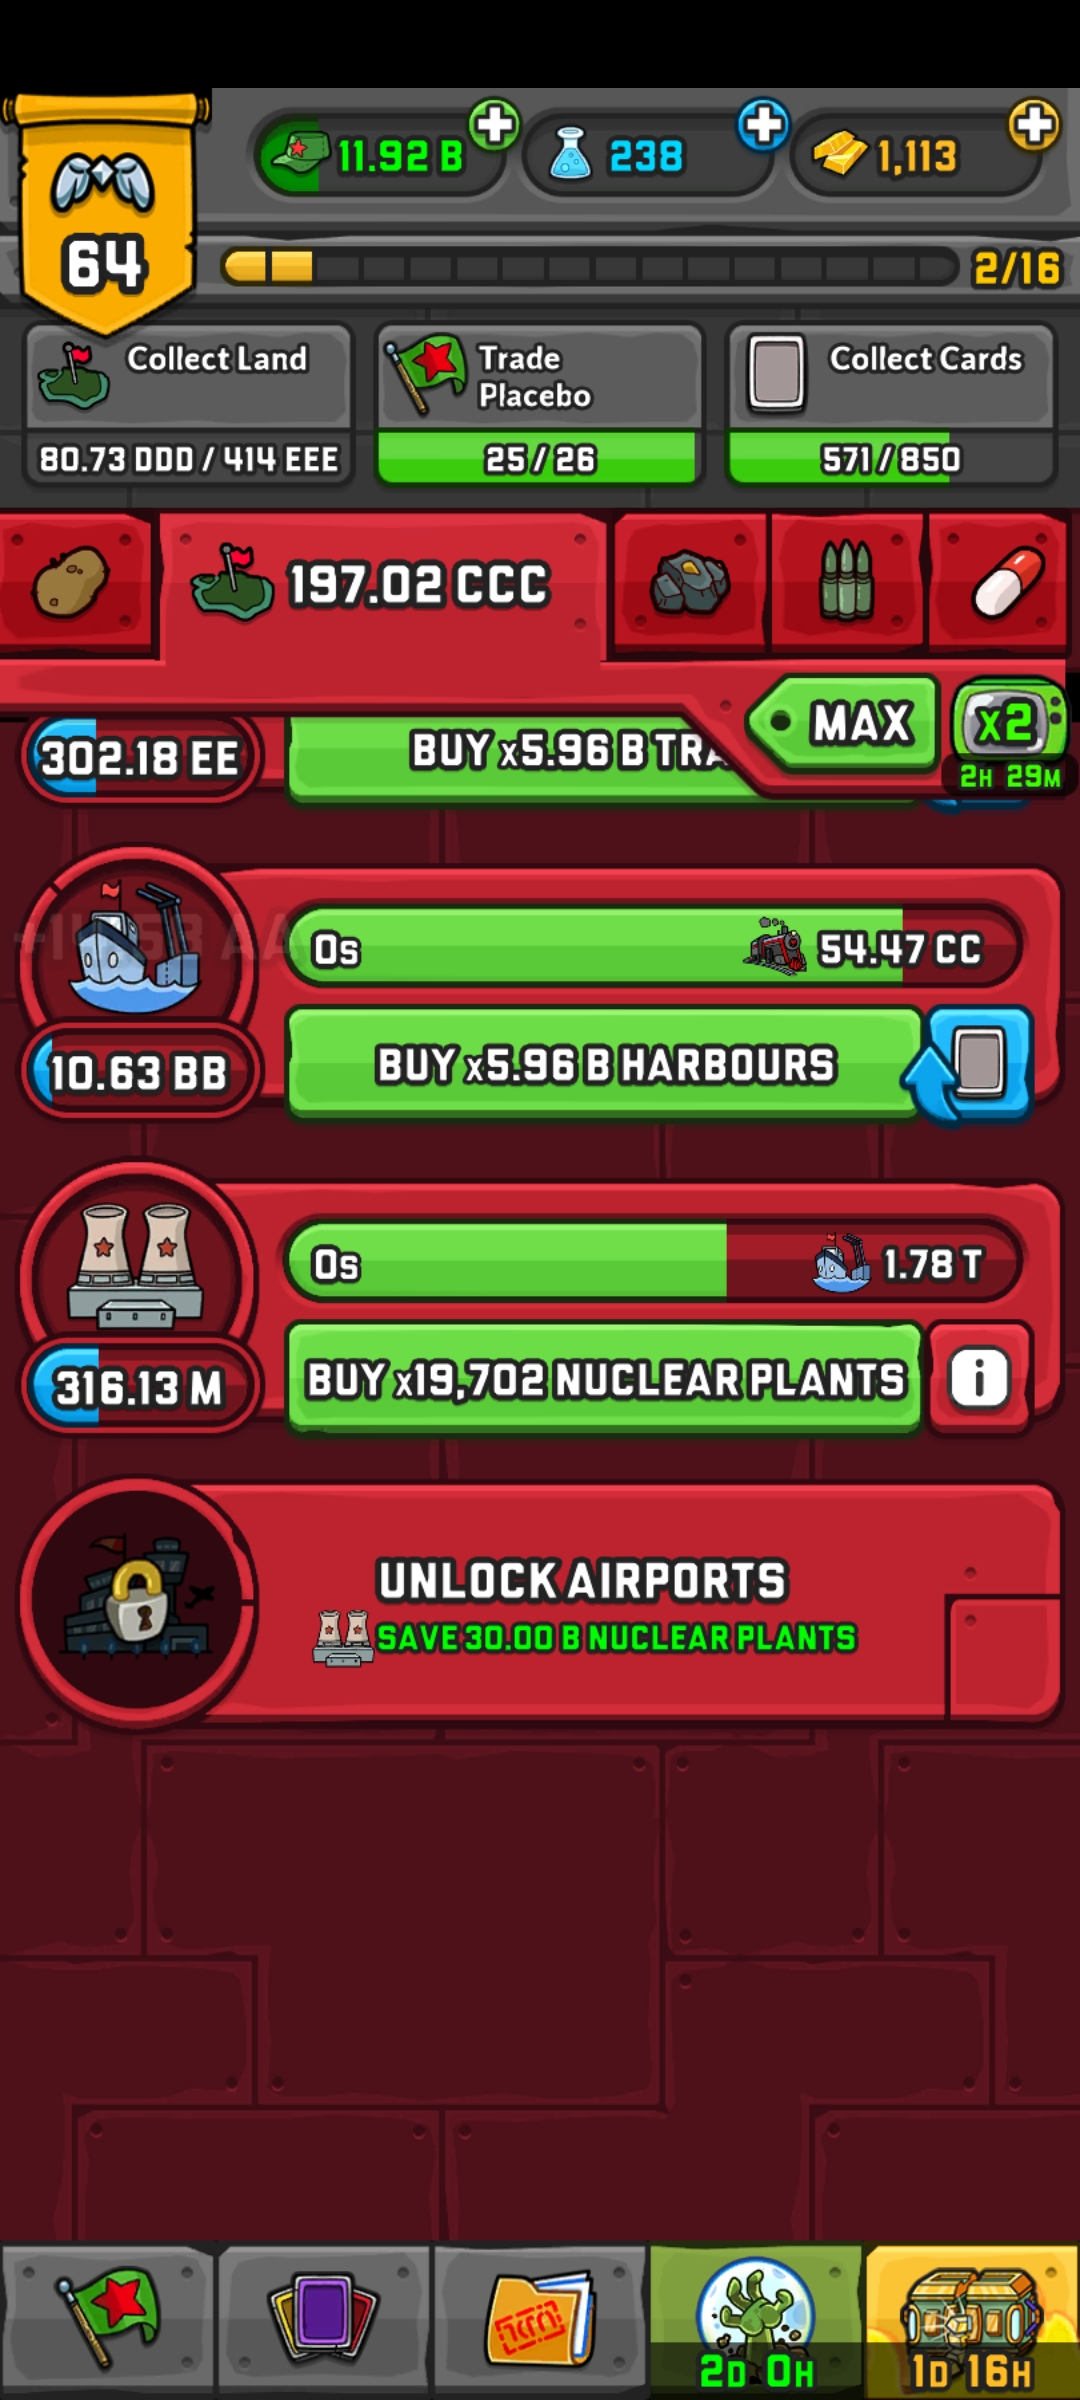 11.92 B
238
1,113
64
2/16
Collect Land
80.73 DDD / 414 EEE
Trade
Placebo
25 / 26
Collect Cards
571 / 850
197.02 CCC
MAX
x2
2H 29M
302.18 EE
BUY x5.96 B
0s
54.47 CC
10.63 BB
BUY x5.96 B HARBOURS
0s
1.78 T
316.13 M
BUY x19,702 NUCLEAR PLANTS
i
UNLOCK AIRPORTS
SAVE 30.00 B NUCLEAR PLANTS
2D 0H
1D 16H